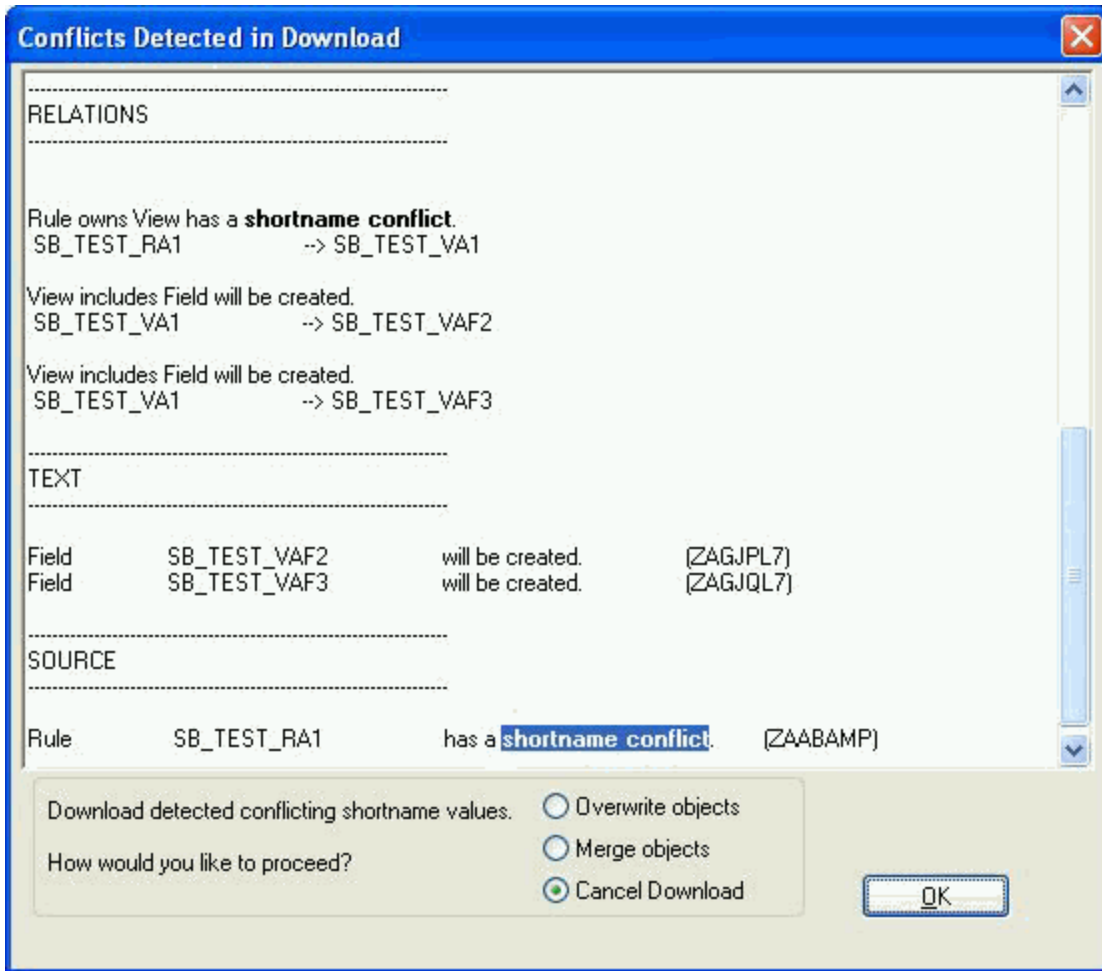 Conflicts Detected in Download
----------------------------------------------------------------------
RELATIONS
----------------------------------------------------------------------
Rule owns View has a shortname conflict.
SB_TEST_RA1 --> SB_TEST_VA1
View includes Field will be created.
SB_TEST_VA1 --> SB_TEST_VAF2
View includes Field will be created.
SB_TEST_VA1 --> SB_TEST_VAF3
----------------------------------------------------------------------
TEXT
----------------------------------------------------------------------
Field SB_TEST_VAF2 will be created. (ZAGJPL7)
Field SB_TEST_VAF3 will be created. (ZAGJQL7)
----------------------------------------------------------------------
SOURCE
----------------------------------------------------------------------
Rule SB_TEST_RA1 has a shortname conflict. (ZAABAMP)
Download detected conflicting shortname values.
How would you like to proceed?
Overwrite objects
Merge objects
Cancel Download
OK